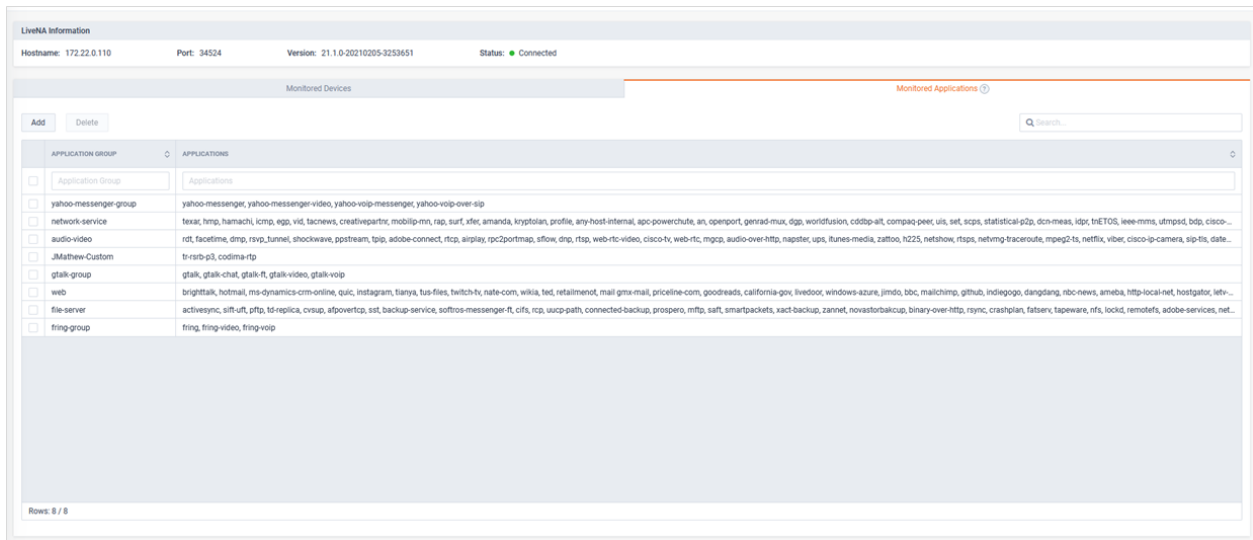 LiveNA Information
Hostname: 172.22.0.110 Port: 34524 Version: 21.1.0-20210205-3253651 Status: Connected
Monitored Devices Monitored Applications ?
Add Delete Search...
APPLICATION GROUP APPLICATIONS
Application Group Applications
yahoo-messenger-group yahoo-messenger, yahoo-messenger-video, yahoo-voip-messenger, yahoo-voip-over-sip
network-service texar, hmp, hamachi, icmp, egp, vid, tacnews, creativepartnr, mobilip-mn, rap, surf, xfer, amanda, kryptolan, profile, any-host-internal, apc-powerchute, an, openport, genrad-mux, dgp, worldfusion, cddbp-alt, compaq-peer, uis, set, scps, statistical-p2p, dcn-meas, idpr, tnETOS, ieee-mms, utmpsd, bdp, cisco-...
audio-video rdt, facetime, dmp, rsvp_tunnel, shockwave, ppstream, tpip, adobe-connect, rtcp, airplay, rpc2portmap, sflow, dnp, rtsp, web-rtc-video, cisco-tv, web-rtc, mgcp, audio-over-http, napster, ups, itunes-media, zattoo, h225, netshow, rtsps, netvmg-traceroute, mpeg2-ts, netflix, viber, cisco-ip-camera, sip-tls, date...
JMathew-Custom tr-rsrb-p3, codima-rtp
gtalk-group gtalk, gtalk-chat, gtalk-ft, gtalk-video, gtalk-voip
web brighttalk, hotmail, ms-dynamics-crm-online, quic, instagram, tianya, tus-files, twitch-tv, nate-com, wikia, ted, retailmenot, mail gmx-mail, priceline-com, goodreads, california-gov, livedoor, windows-azure, jimdo, bbc, mailchimp, github, indiegogo, dangdang, nbc-news, ameba, http-local-net, hostgator, letv-...
file-server activesync, sift-uft, pftp, td-replica, cvsup, afpovertcp, sst, backup-service, softros-messenger-ft, cifs, rcp, uucp-path, connected-backup, prospero, mftp, saft, smartpackets, xact-backup, zannet, novastorbakcup, binary-over-http, rsync, crashplan, fatserv, tapeware, nfs, lockd, remotefs, adobe-services, net...
fring-group fring, fring-video, fring-voip
Rows: 8 / 8